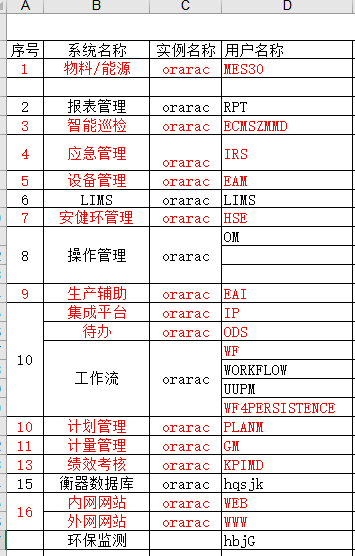 A B C D
序号 系统名称 实例名称 用户名称
1 物料/能源 orarac MES30
2 报表管理 orarac RPT
3 智能巡检 orarac ECMSZMMD
4 应急管理 orarac IRS
5 设备管理 orarac EAM
6 LIMS orarac LIMS
7 安健环管理 orarac HSE
8 操作管理 orarac OM
9 生产辅助 orarac EAI
10 集成平台 orarac IP
待办 orarac ODS
工作流 orarac WF
WORKFLOW
UUPM
WF4PERSISTENCE
10 计划管理 orarac PLANM
11 计量管理 orarac GM
13 绩效考核 orarac KPIMD
15 衡器数据库 orarac hqsjk
16 内网网站 orarac WEB
外网网站 orarac WWW
环保监测 orarac hbjG